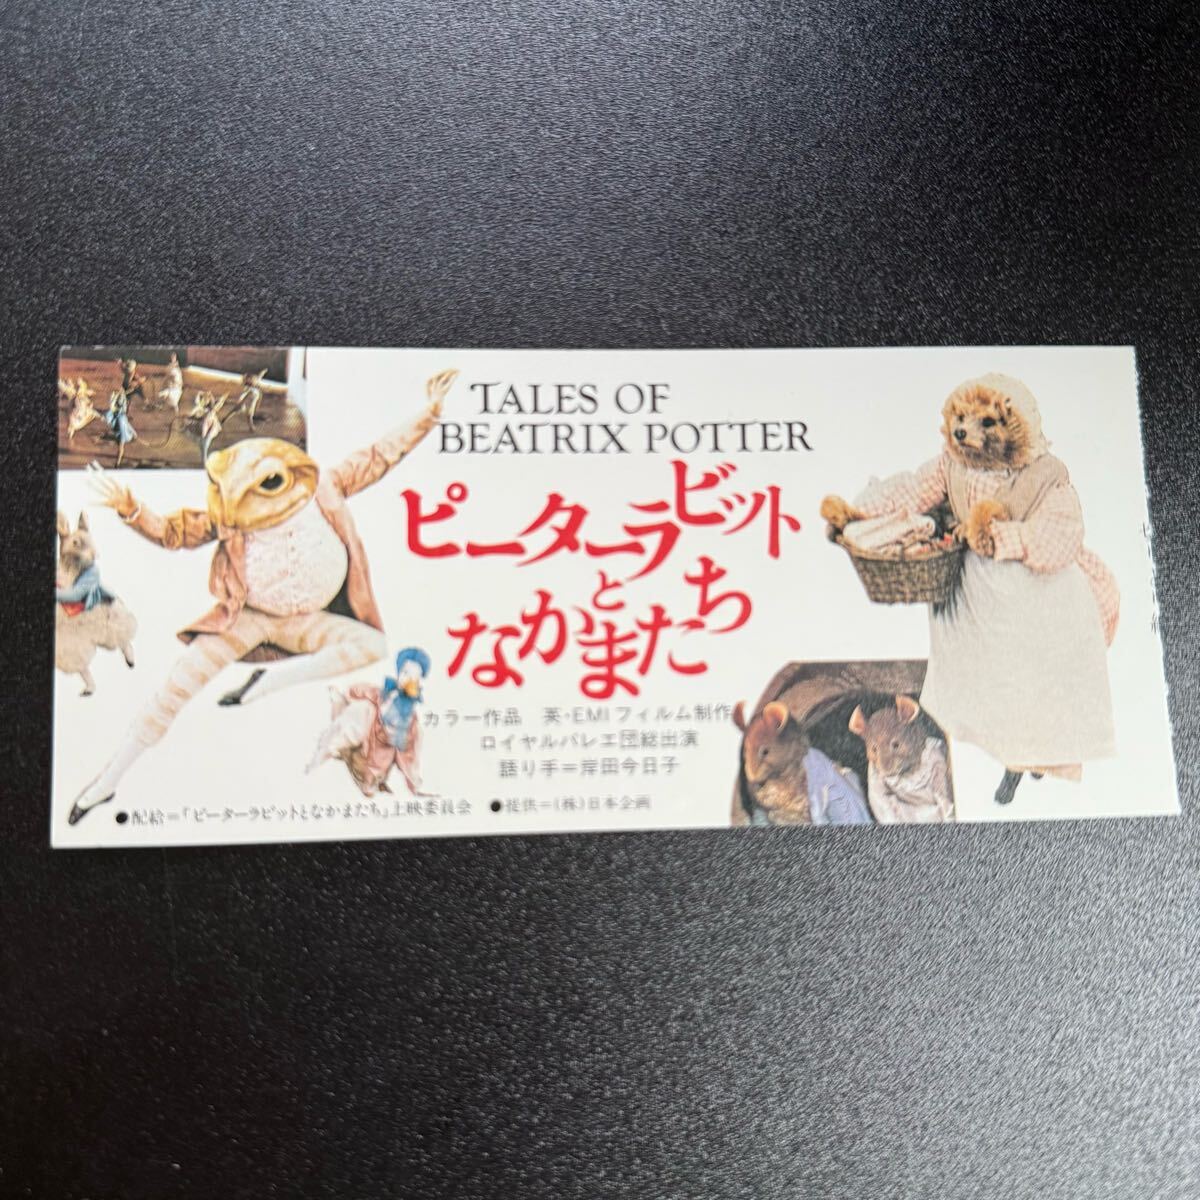 TALES OF
BEATRIX POTTER
ピーターラビット
と
なかまたち
カラー作品 英・EMIフィルム制作
ロイヤルバレエ団総出演
語り手=岸田今日子
●配給=「ピーターラビットとなかまたち」上映委員会 ●提供=(株)日本企画